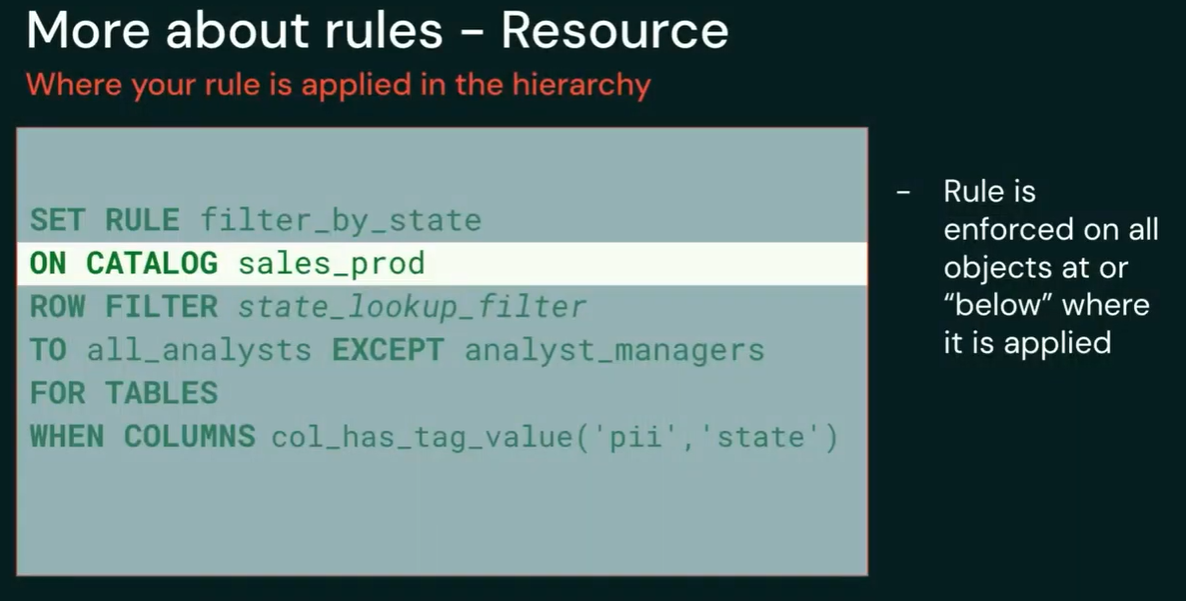 More about rules – Resource
Where your rule is applied in the hierarchy
SET RULE filter_by_state
ON CATALOG sales_prod
ROW FILTER state_lookup_filter
TO all_analysts EXCEPT analyst_managers
FOR TABLES
WHEN COLUMNS col_has_tag_value('pii','state')
– Rule is
enforced on all
objects at or
“below” where
it is applied